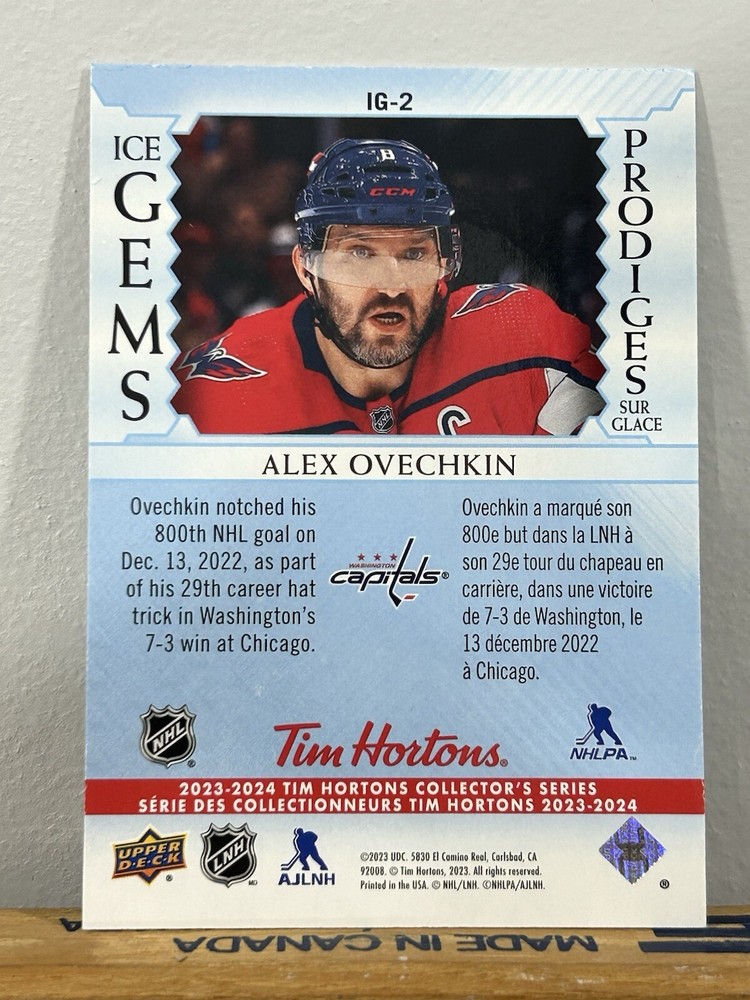 IG-2
ICE
GEMS
PRODIGES
SUR
GLACE
8
CCM
C
NHL
ALEX OVECHKIN
Ovechkin notched his
800th NHL goal on
Dec. 13, 2022, as part
of his 29th career hat
trick in Washington's
7-3 win at Chicago.
WASHINGTON
capitals®
Ovechkin a marqué son
800e but dans la LNH à
son 29e tour du chapeau en
carrière, dans une victoire
de 7-3 de Washington, le
13 décembre 2022
à Chicago.
NHL®
Tim Hortons®
NHLPA™
2023-2024 TIM HORTONS COLLECTOR'S SERIES
SÉRIE DES COLLECTIONNEURS TIM HORTONS 2023-2024
UPPER
D·E·C·K®
LNH MD
AJLNH
©2023 UDC. 5830 El Camino Real, Carlsbad, CA
92008. © Tim Hortons, 2023. All rights reserved.
Printed in the USA. © NHL/LNH. ©NHLPA/AJLNH.
®
MADE IN CANADA